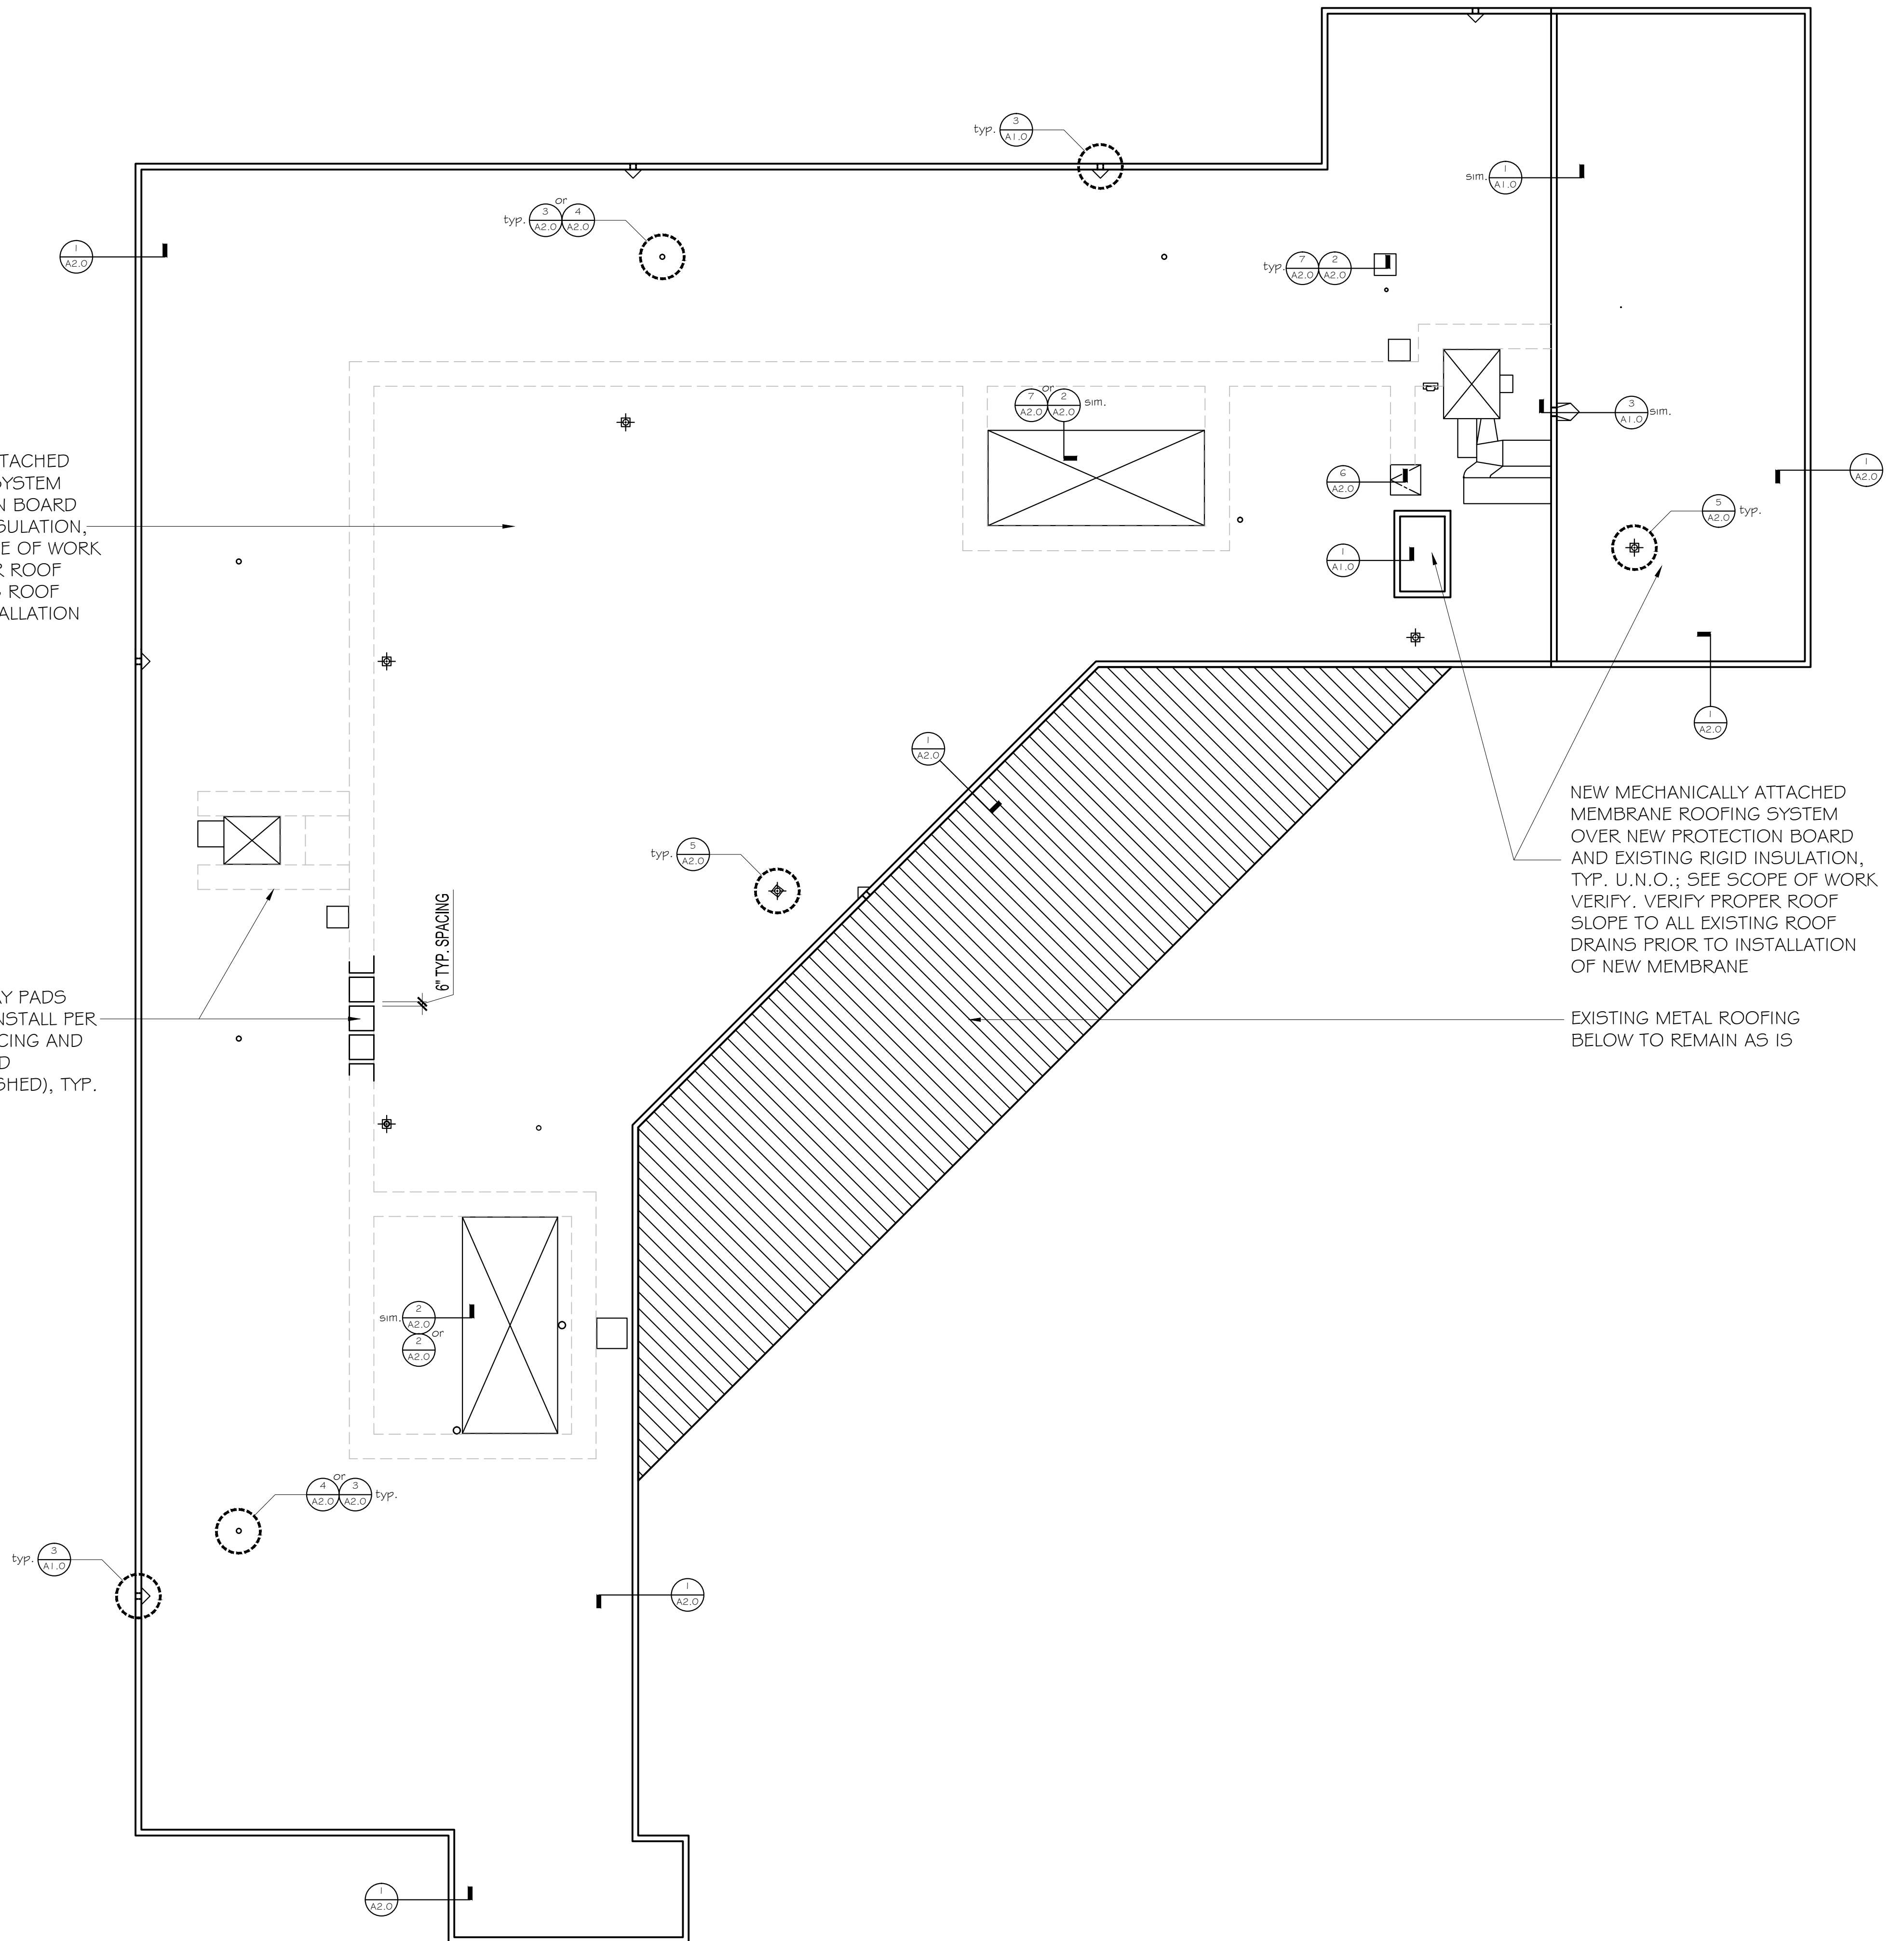 typ.
3
A1.0
sim.
1
A1.0
or
typ.
3
A2.0
4
A2.0
1
A2.0
typ.
7
A2.0
2
A2.0
or
7
A2.0
2
A2.0
sim.
3
A1.0
sim.
6
A2.0
1
A2.0
5
A2.0
typ.
1
A1.0
TTACHED
SYSTEM
N BOARD
SULATION,
E OF WORK
R ROOF
ROOF
ALLATION
1
A2.0
1
A2.0
typ.
5
A2.0
NEW MECHANICALLY ATTACHED
MEMBRANE ROOFING SYSTEM
OVER NEW PROTECTION BOARD
AND EXISTING RIGID INSULATION,
TYP. U.N.O.; SEE SCOPE OF WORK
VERIFY. VERIFY PROPER ROOF
SLOPE TO ALL EXISTING ROOF
DRAINS PRIOR TO INSTALLATION
OF NEW MEMBRANE
6" TYP. SPACING
AY PADS
NSTALL PER
CING AND
D
SHED), TYP.
EXISTING METAL ROOFING
BELOW TO REMAIN AS IS
sim.
2
A2.0
or
2
A2.0
or
4
A2.0
3
A2.0
typ.
typ.
3
A1.0
1
A2.0
1
A2.0